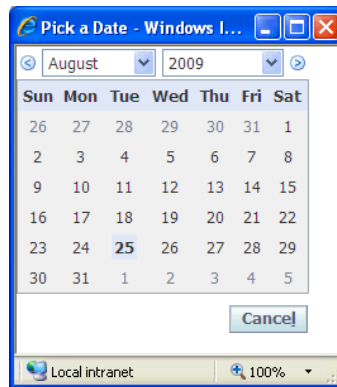 Pick a Date - Windows I...
August 2009
Sun Mon Tue Wed Thu Fri Sat
26 27 28 29 30 31 1
2 3 4 5 6 7 8
9 10 11 12 13 14 15
16 17 18 19 20 21 22
23 24 25 26 27 28 29
30 31 1 2 3 4 5
Cancel
Local intranet 100%